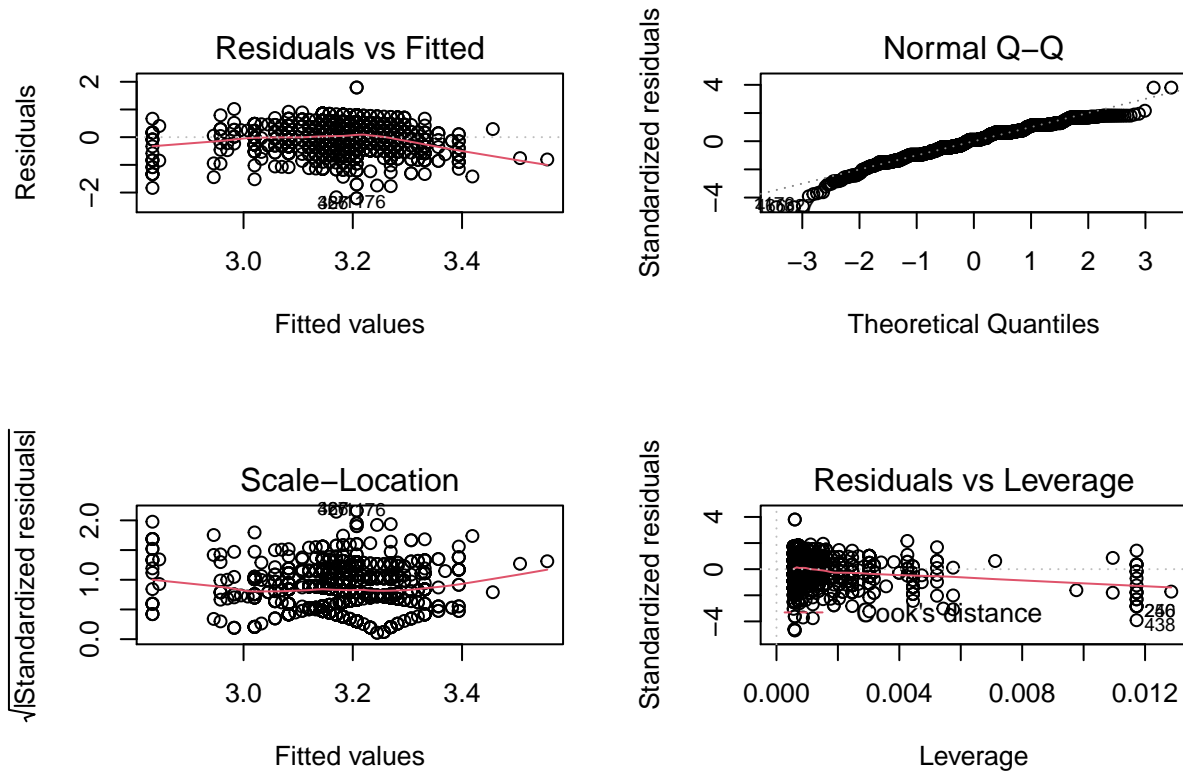 Residuals vs Fitted
Residuals
2
0
−2
3.0 3.2 3.4
Fitted values
Normal Q−Q
Standardized residuals
4
0
−4
−3 −2 −1 0 1 2 3
Theoretical Quantiles
Scale−Location
√|Standardized residuals|
2.0
1.0
0.0
3.0 3.2 3.4
Fitted values
Residuals vs Leverage
Standardized residuals
4
0
−4
Cook's distance
438
0.000 0.004 0.008 0.012
Leverage